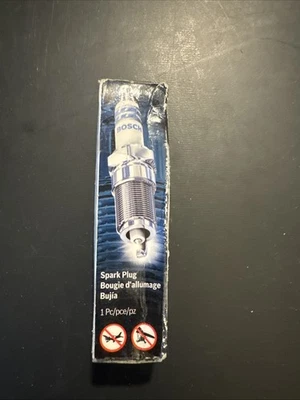 BOSCH
Spark Plug
Bougie d'allumage
Bujía
1 Pc/pce/pz